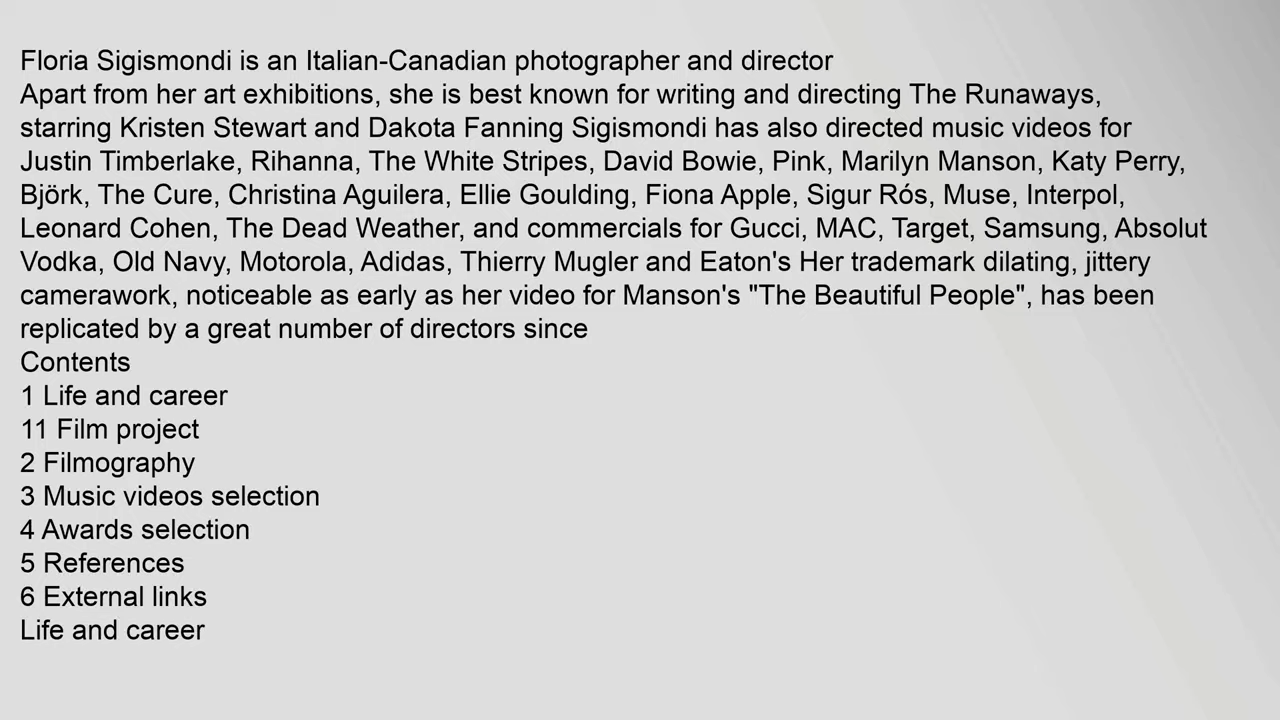 Floria Sigismondi is an Italian-Canadian photographer and director
Apart from her art exhibitions, she is best known for writing and directing The Runaways,
starring Kristen Stewart and Dakota Fanning Sigismondi has also directed music videos for
Justin Timberlake, Rihanna, The White Stripes, David Bowie, Pink, Marilyn Manson, Katy Perry,
Björk, The Cure, Christina Aguilera, Ellie Goulding, Fiona Apple, Sigur Rós, Muse, Interpol,
Leonard Cohen, The Dead Weather, and commercials for Gucci, MAC, Target, Samsung, Absolut
Vodka, Old Navy, Motorola, Adidas, Thierry Mugler and Eaton's Her trademark dilating, jittery
camerawork, noticeable as early as her video for Manson's "The Beautiful People", has been
replicated by a great number of directors since
Contents
1 Life and career
11 Film project
2 Filmography
3 Music videos selection
4 Awards selection
5 References
6 External links
Life and career